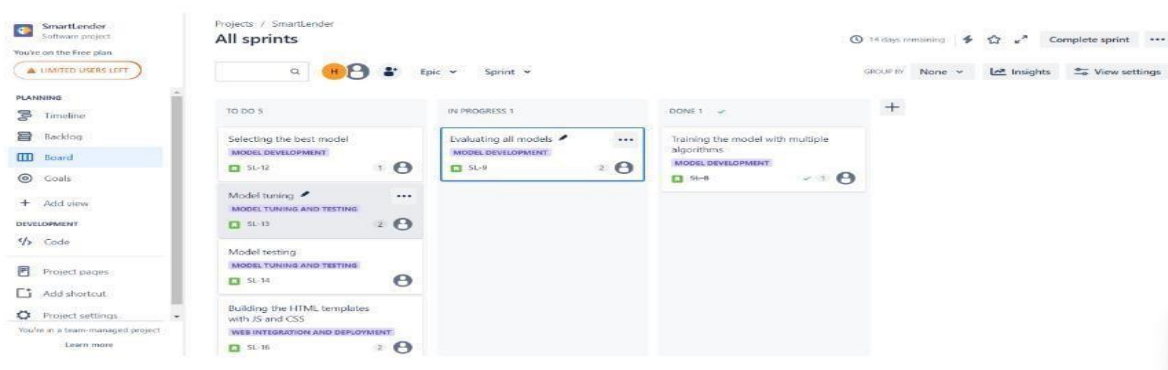 SmartLender
Software project
You're on the Free plan
LIMITED USERS LEFT
PLANNING
Timeline
Backlog
Board
Goals
Add view
DEVELOPMENT
Code
Project pages
Add shortcut
Project settings
You're in a team-managed project
Learn more
Projects / SmartLender
All sprints
14 days remaining
Complete sprint
H
Epic
Sprint
GROUP BY
None
Insights
View settings
TO DO 5
Selecting the best model
MODEL DEVELOPMENT
SL-12
1
Model tuning
MODEL TUNING AND TESTING
SL-13
2
Model testing
MODEL TUNING AND TESTING
SL-14
Building the HTML templates
with JS and CSS
WEB INTEGRATION AND DEPLOYMENT
SL-16
2
IN PROGRESS 1
Evaluating all models
MODEL DEVELOPMENT
SL-9
2
DONE 1
Training the model with multiple
algorithms
MODEL DEVELOPMENT
SL-8
1